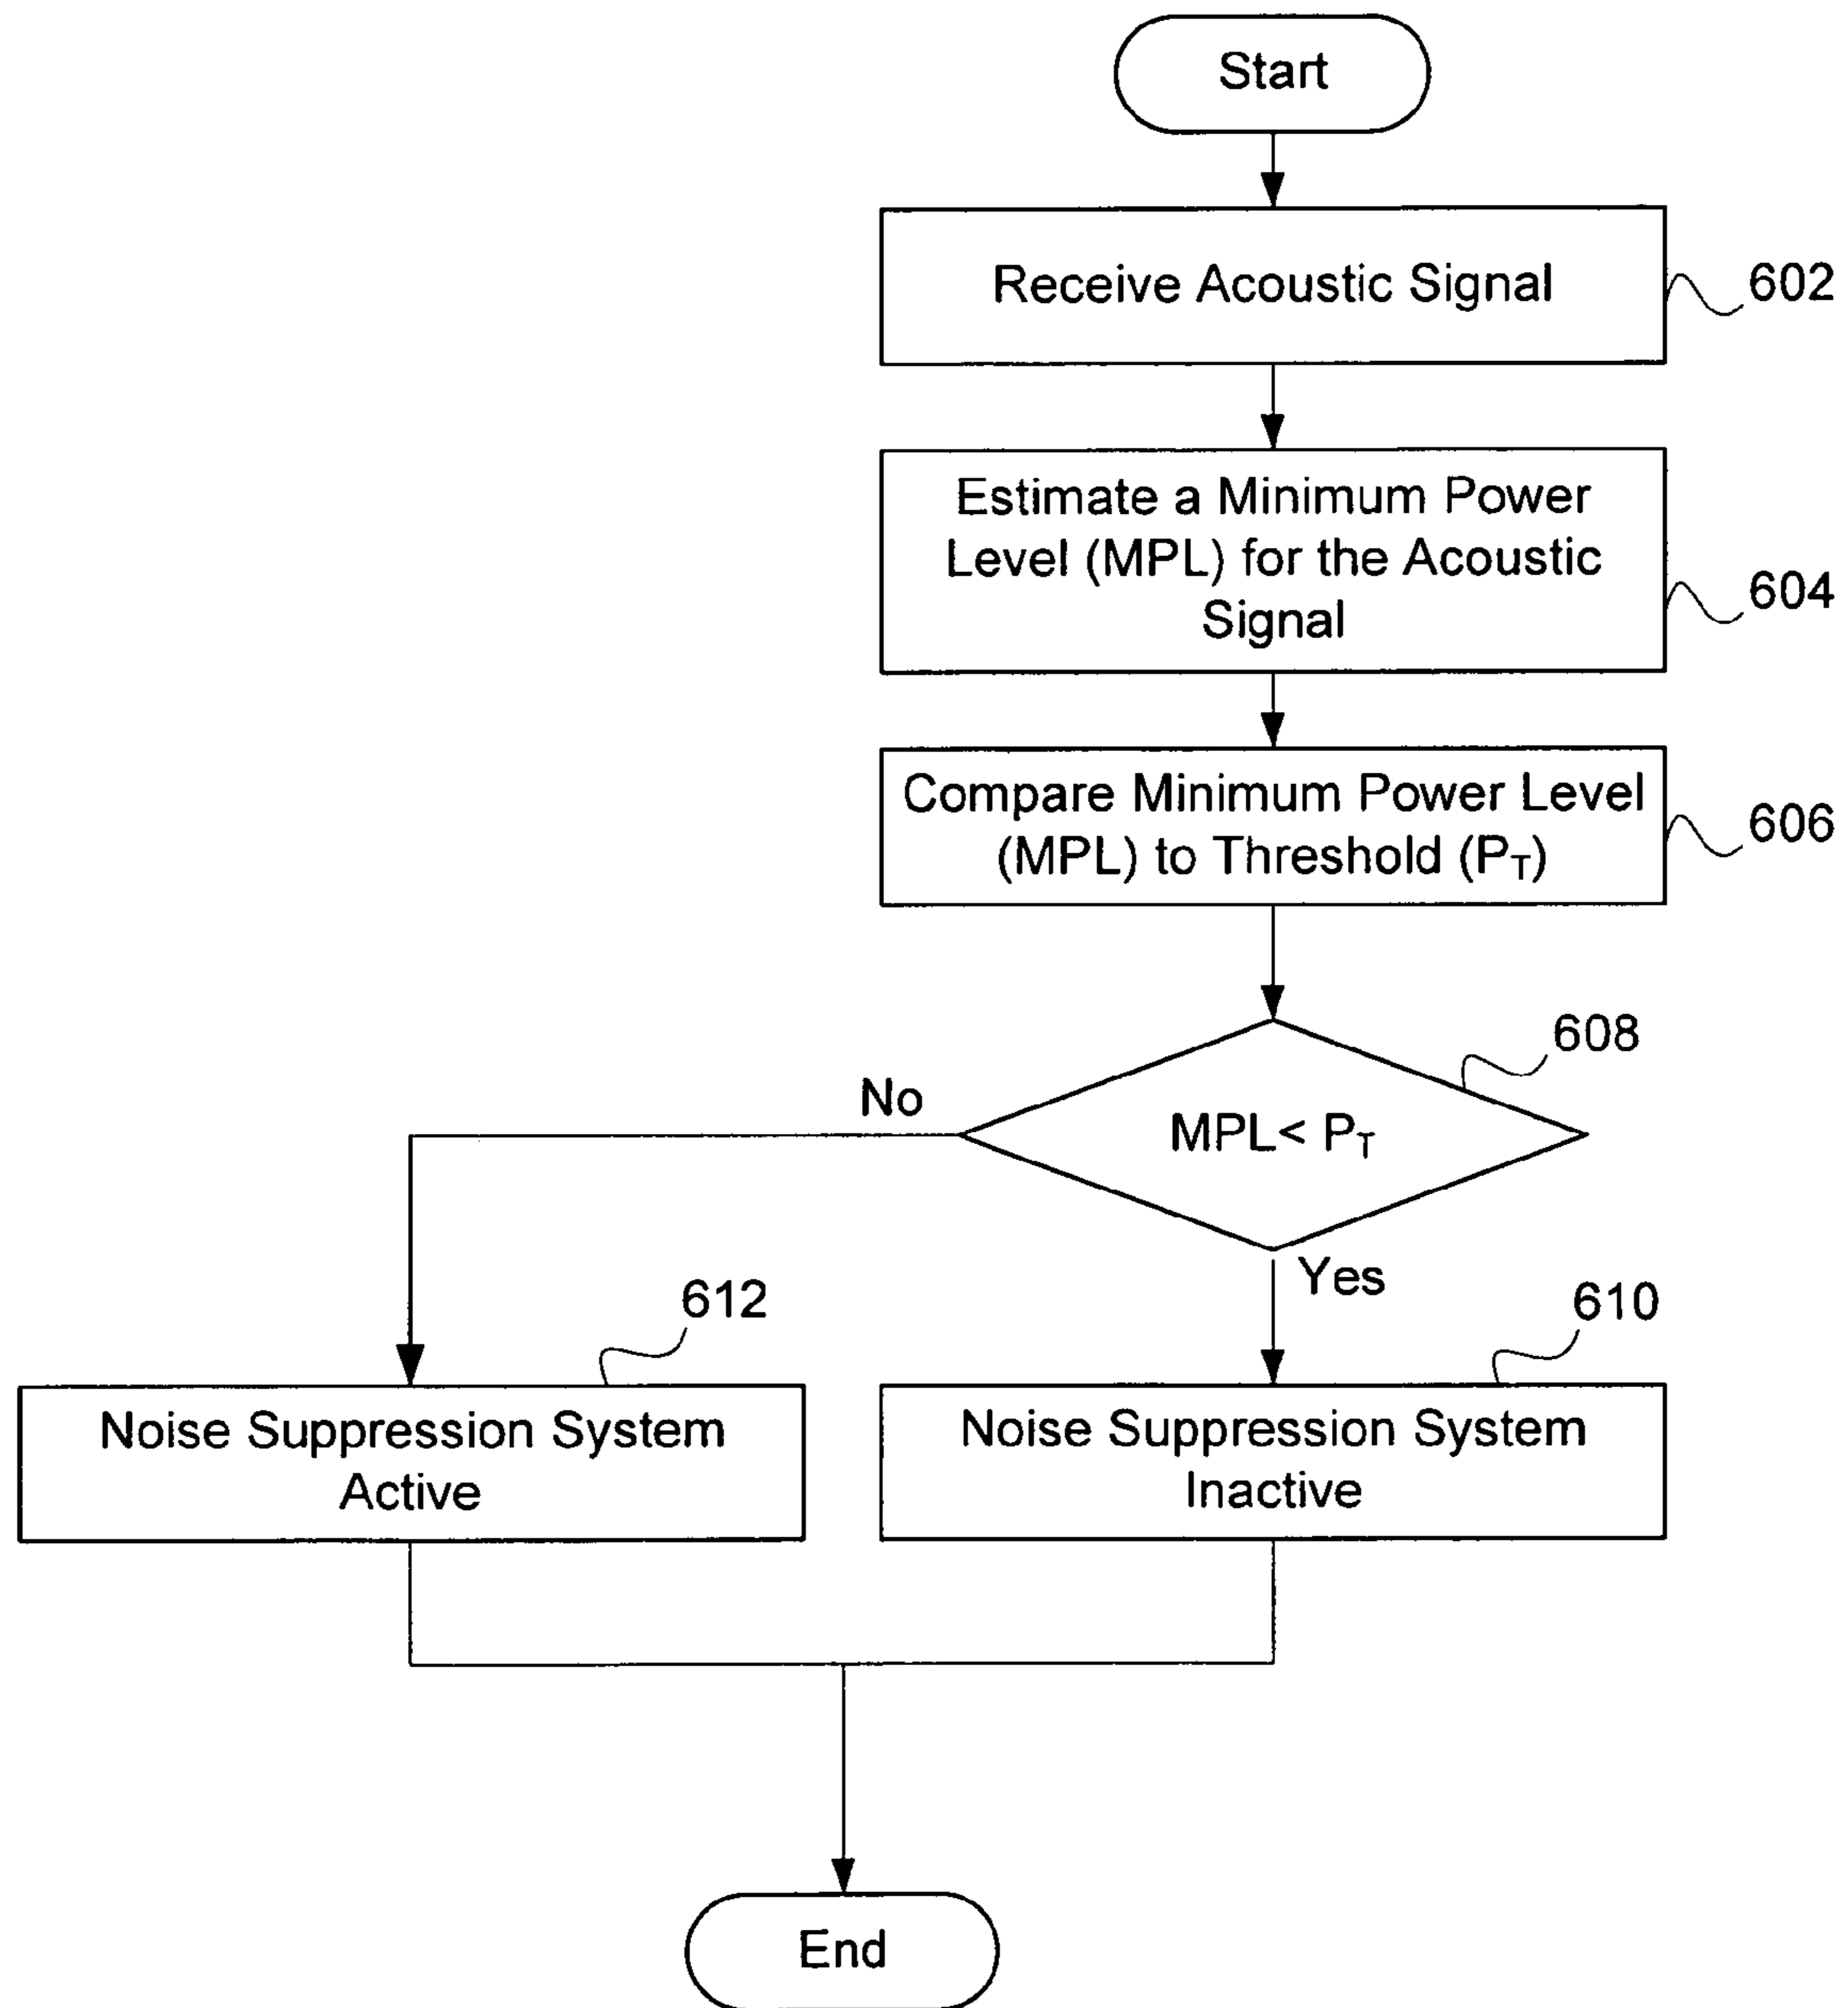 Start
Receive Acoustic Signal
602
Estimate a Minimum Power
Level (MPL) for the Acoustic
Signal
604
Compare Minimum Power Level
(MPL) to Threshold (PT)
606
608
MPL< PT
No
Yes
612
610
Noise Suppression System
Active
Noise Suppression System
Inactive
End